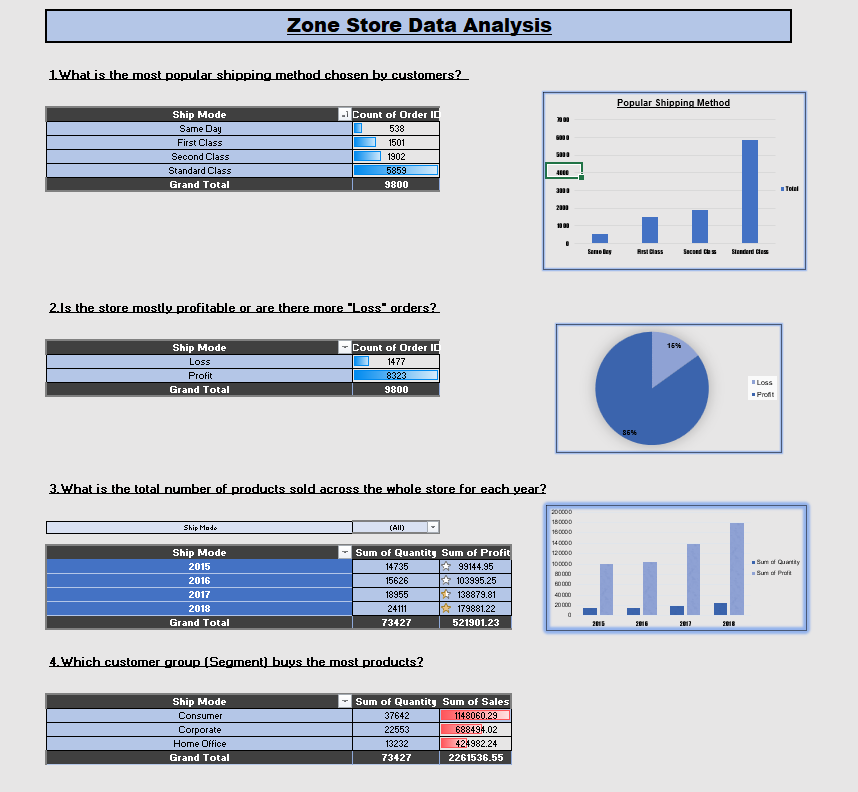 Zone Store Data Analysis
1.What is the most popular shipping method chosen by customers?
Ship Mode Count of Order ID
Same Day 538
First Class 1501
Second Class 1902
Standard Class 5859
Grand Total 9800
Popular Shipping Method
7000
6000
5000
4000
3000
2000
1000
0
Same Day First Class Second Class Standard Class
Total
2.Is the store mostly profitable or are there more "Loss" orders?
Ship Mode Count of Order ID
Loss 1477
Profit 8323
Grand Total 9800
15%
85%
Loss
Profit
3.What is the total number of products sold across the whole store for each year?
Ship Mode (All)
Ship Mode Sum of Quantity Sum of Profit
2015 14735 99144.95
2016 15626 103995.25
2017 18955 138879.81
2018 24111 179881.22
Grand Total 73427 521901.23
200000
180000
160000
140000
120000
100000
80000
60000
40000
20000
0
2015 2016 2017 2018
Sum of Quantity
Sum of Profit
4.Which customer group (Segment) buys the most products?
Ship Mode Sum of Quantity Sum of Sales
Consumer 37642 1148060.29
Corporate 22553 688494.02
Home Office 13232 424982.24
Grand Total 73427 2261536.55